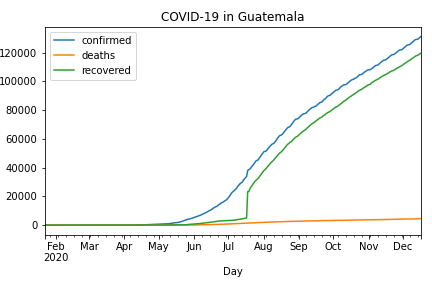 COVID-19 in Guatemala
confirmed
deaths
recovered
120000
100000
80000
60000
40000
20000
0
Feb Mar Apr May Jun Jul Aug Sep Oct Nov Dec
2020
Day